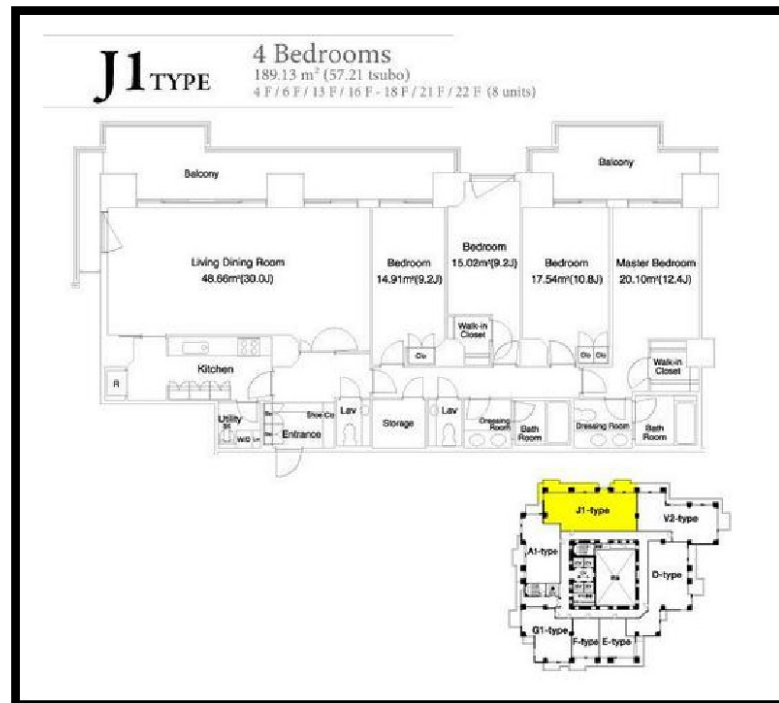 J1 TYPE
4 Bedrooms
189.13 m² (57.21 tsubo)
4 F / 6 F / 13 F / 16 F - 18 F / 21 F / 22 F (8 units)
Balcony
Balcony
Living Dining Room
48.66m²(30.0J)
Bedroom
14.91m²(9.2J)
Bedroom
15.02m²(9.2J)
Bedroom
17.54m²(10.8J)
Master Bedroom
20.10m²(12.4J)
Walk-in
Closet
Clo
Clo Clo
Walk-in
Closet
Kitchen
R
Utility
W/D
Shoe Clo
Entrance
Lav
Storage
Lav
Dressing
Room
Bath
Room
Dressing Room
Bath
Room
J1-type
V2-type
A1-type
D-type
G1-type
F-type
E-type